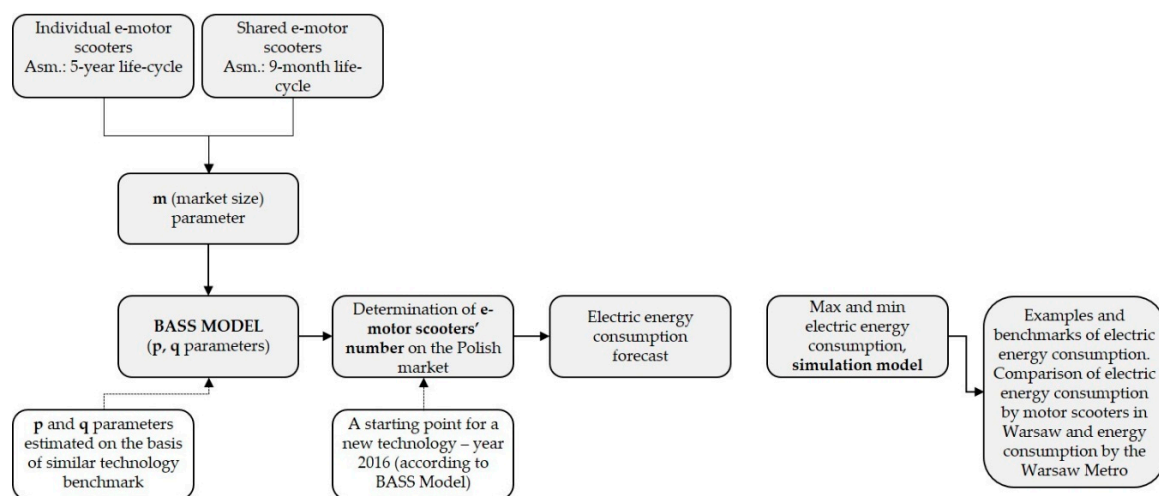 Individual e-motor
scooters
Asm.: 5-year life-cycle
Shared e-motor
scooters
Asm.: 9-month life-
cycle
m (market size)
parameter
BASS MODEL
(p, q parameters)
Determination of e-
motor scooters'
number on the Polish
market
Electric energy
consumption
forecast
Max and min
electric energy
consumption,
simulation model
Examples and
benchmarks of electric
energy consumption.
Comparison of electric
energy consumption
by motor scooters in
Warsaw and energy
consumption by the
Warsaw Metro
p and q parameters
estimated on the basis
of similar technology
benchmark
A starting point for a
new technology – year
2016 (according to
BASS Model)